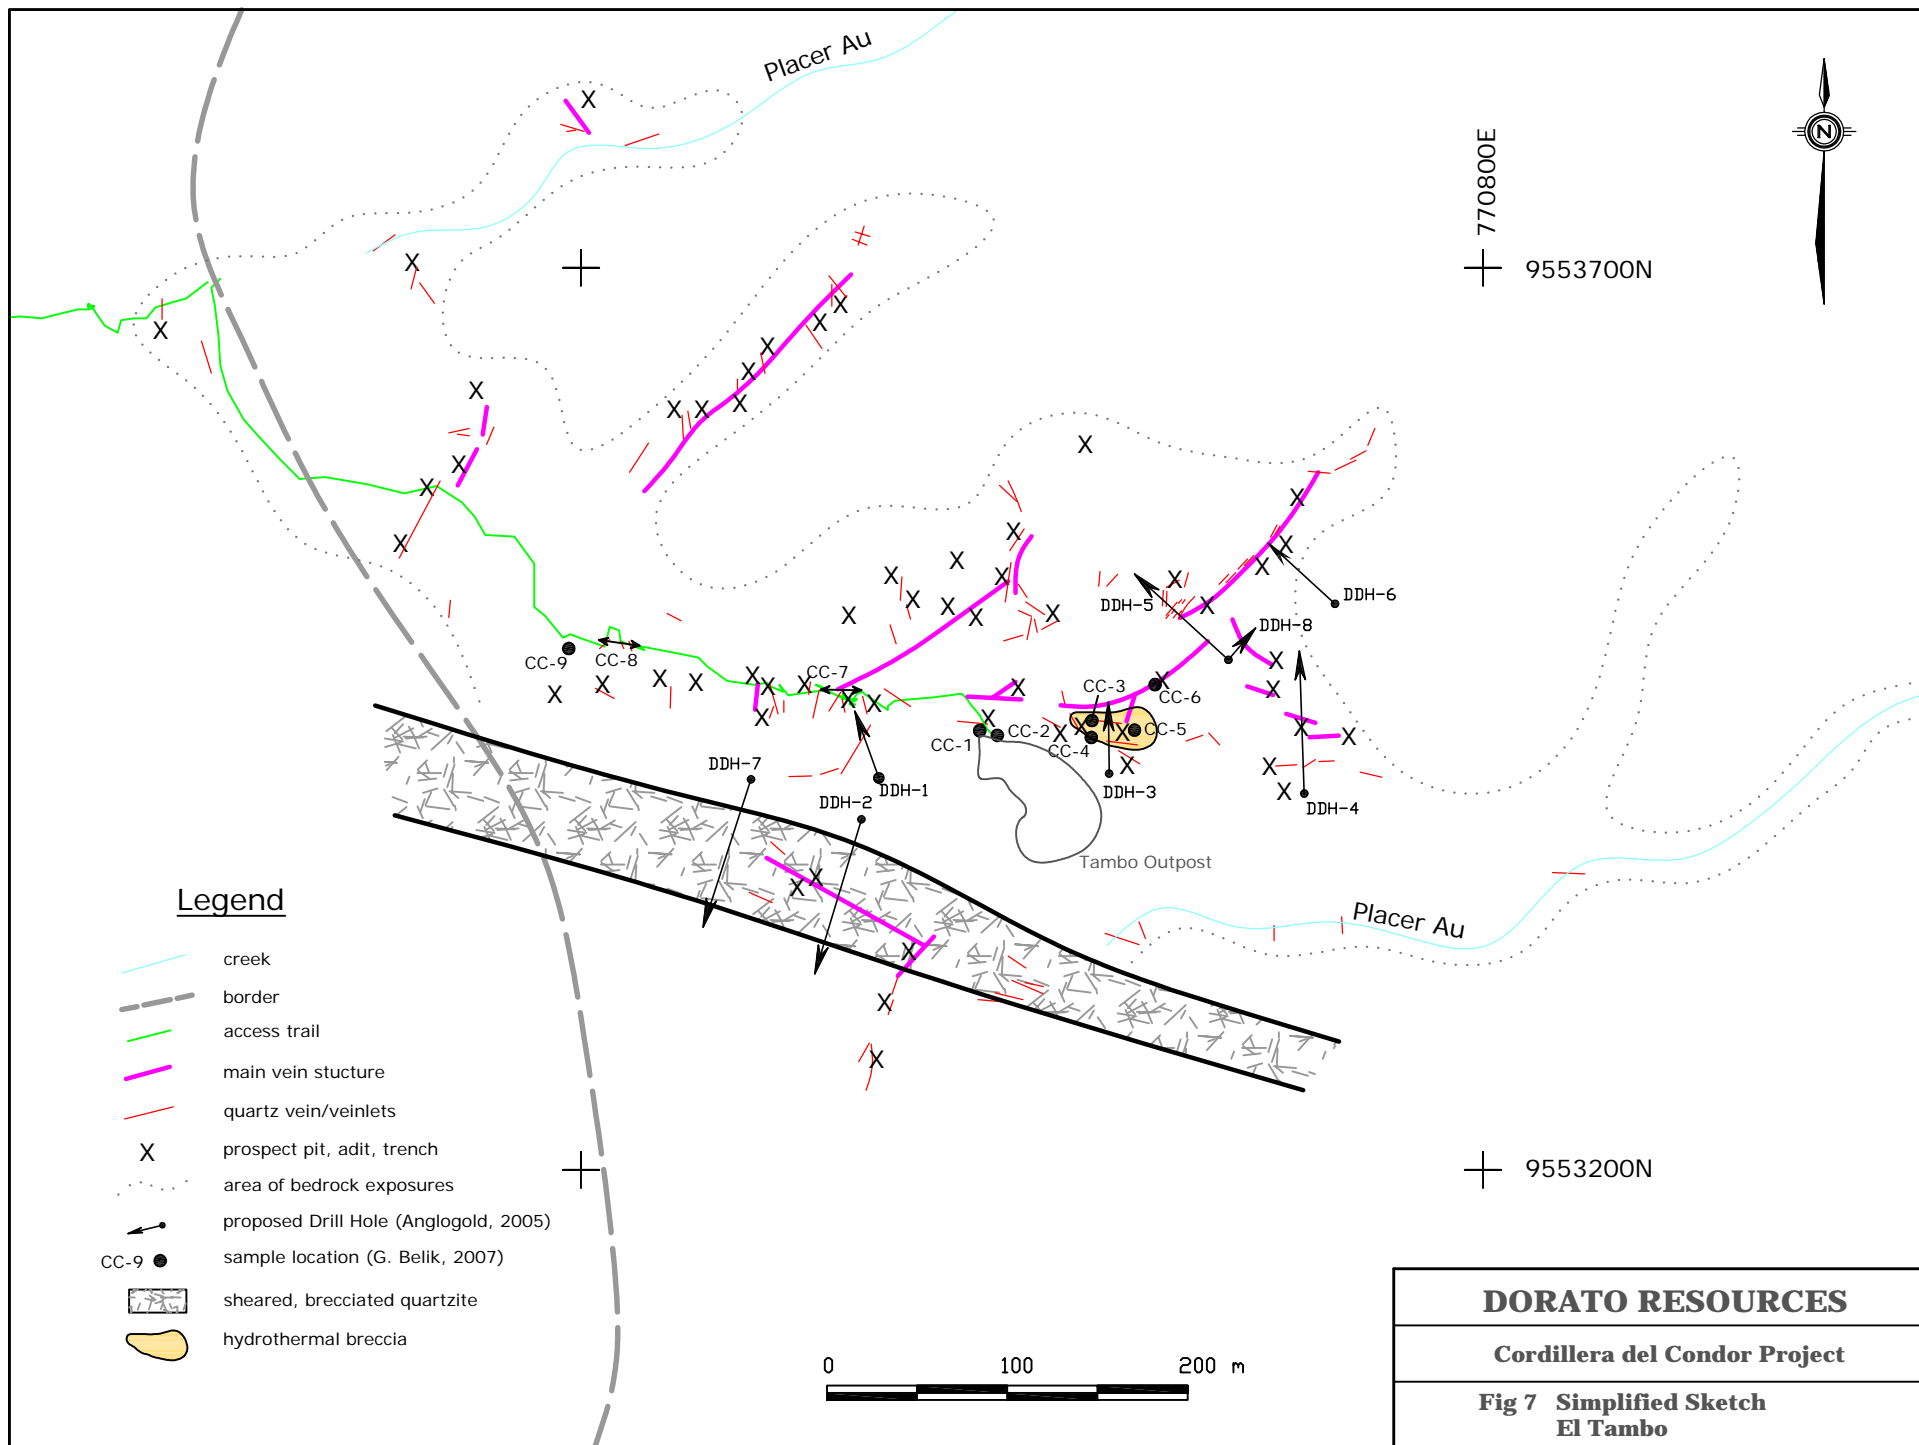 Placer Au
770800E
N
9553700N
DDH-5
DDH-6
DDH-8
CC-9
CC-8
CC-7
CC-3
CC-6
CC-1
CC-2
CC-4
CC-5
DDH-7
DDH-1
DDH-2
DDH-3
DDH-4
Tambo Outpost
Placer Au
Legend
creek
border
access trail
main vein stucture
quartz vein/veinlets
X prospect pit, adit, trench
area of bedrock exposures
proposed Drill Hole (Anglogold, 2005)
CC-9 sample location (G. Belik, 2007)
sheared, brecciated quartzite
hydrothermal breccia
9553200N
0 100 200 m
DORATO RESOURCES
Cordillera del Condor Project
Fig 7 Simplified Sketch
El Tambo